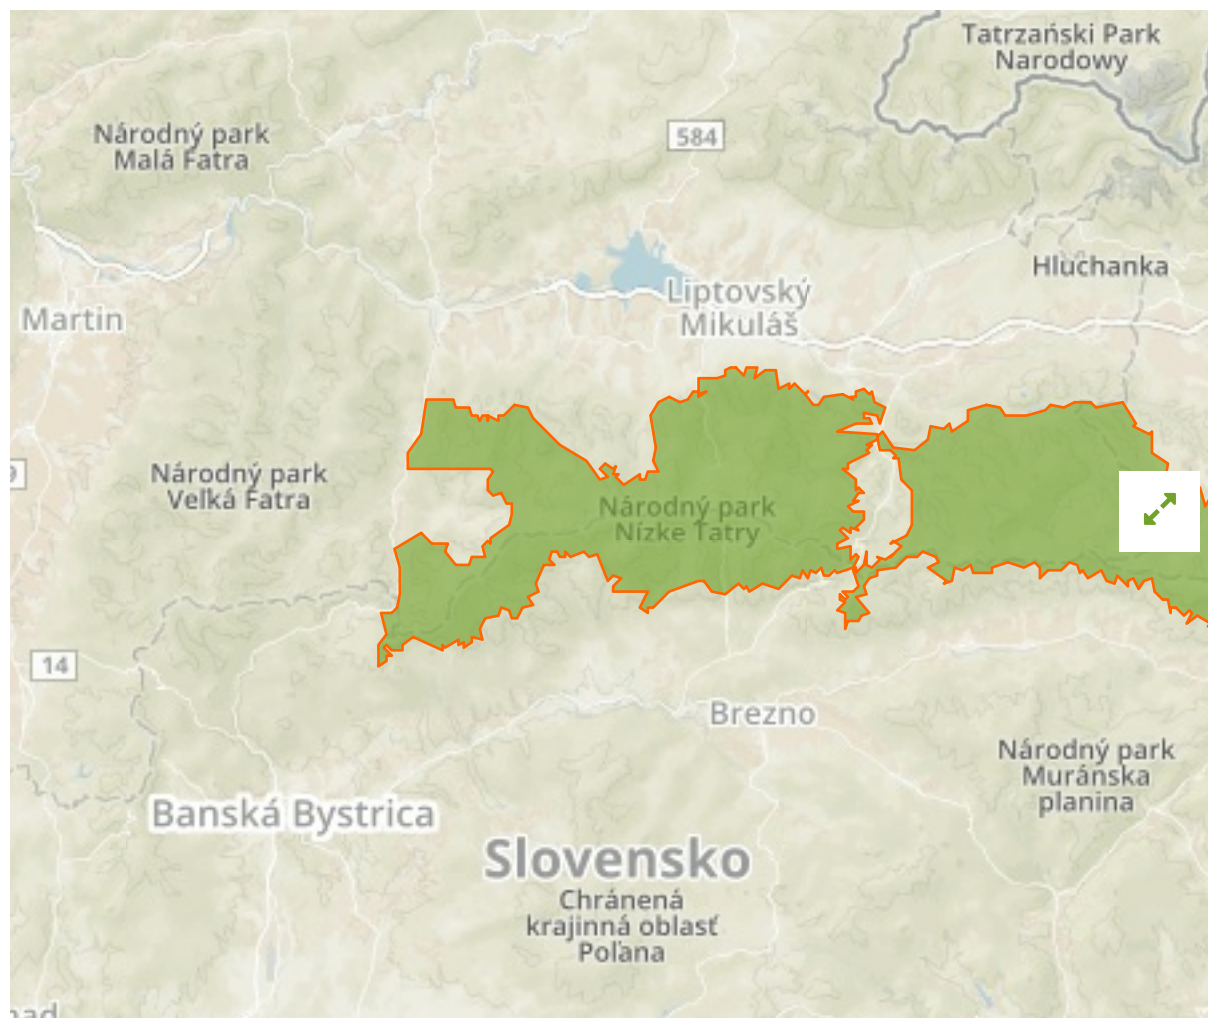 Tatrzański Park
Narodowy
Národný park
Malá Fatra
584
Hluchanka
Liptovský
Mikuláš
Martin
Národný park
Veľká Fatra
9
Národný park
Nízke Tatry
14
Brezno
Národný park
Muránska
planina
Banská Bystrica
Slovensko
Chránená
krajinná oblasť
Poľana